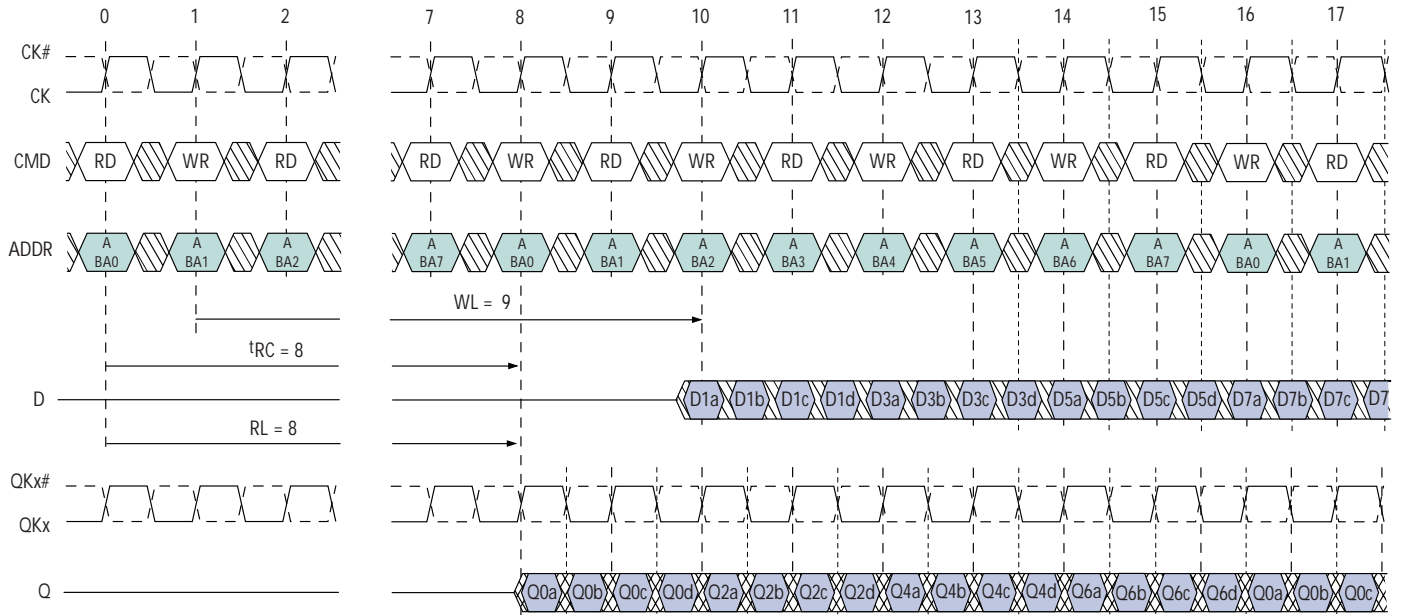 0 1 2 7 8 9 10 11 12 13 14 15 16 17
CK#
CK
CMD RD WR RD RD WR RD WR RD WR RD WR RD WR RD
ADDR A BA0 A BA1 A BA2 A BA7 A BA0 A BA1 A BA2 A BA3 A BA4 A BA5 A BA6 A BA7 A BA0 A BA1
WL = 9
tRC = 8
D D1a D1b D1c D1d D3a D3b D3c D3d D5a D5b D5c D5d D7a D7b D7c D7
RL = 8
QKx#
QKx
Q Q0a Q0b Q0c Q0d Q2a Q2b Q2c Q2d Q4a Q4b Q4c Q4d Q6a Q6b Q6c Q6d Q0a Q0b Q0c